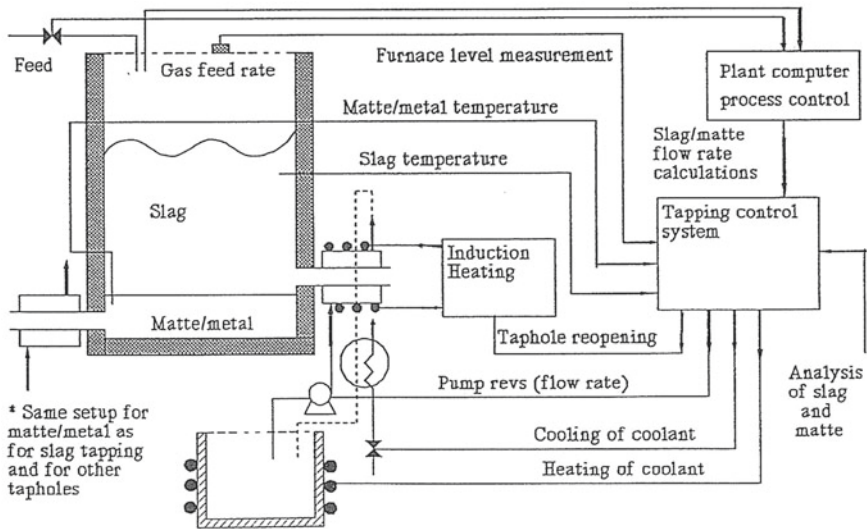 Feed
Gas feed rate
Furnace level measurement
Plant computer
process control
Matte/metal temperature
Slag/matte
flow rate
calculations
Slag temperature
Slag
Tapping control
system
Induction
Heating
Matte/metal
Taphole reopening
Pump revs (flow rate)
Analysis
of slag
and
matte
* Same setup for
matte/metal as
for slag tapping
and for other
tapholes
Cooling of coolant
Heating of coolant